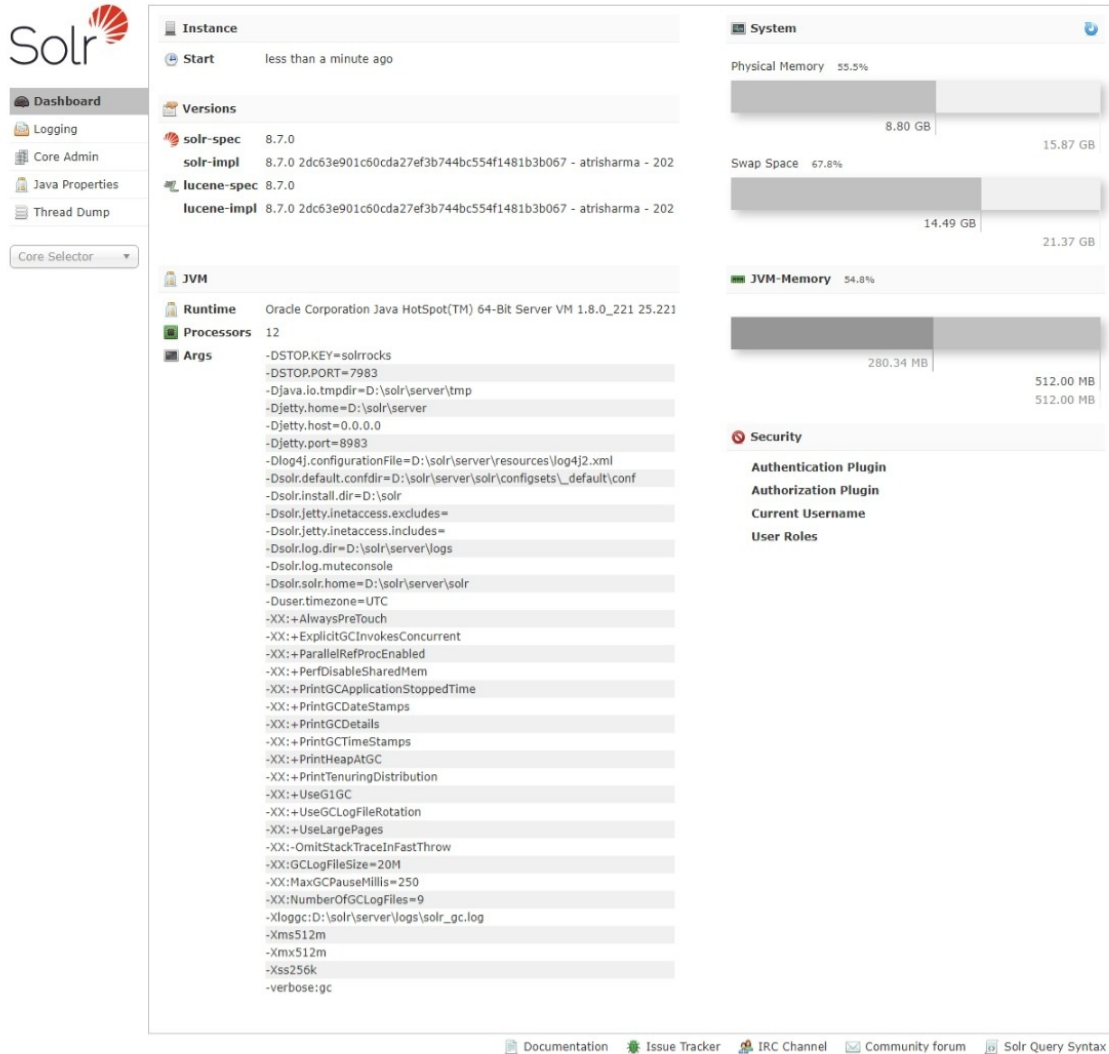 Solr
Dashboard
Logging
Core Admin
Java Properties
Thread Dump
Core Selector
Instance
Start less than a minute ago
Versions
solr-spec 8.7.0
solr-impl 8.7.0 2dc63e901c60cda27ef3b744bc554f1481b3b067 - atrisharma - 202
lucene-spec 8.7.0
lucene-impl 8.7.0 2dc63e901c60cda27ef3b744bc554f1481b3b067 - atrisharma - 202
JVM
Runtime Oracle Corporation Java HotSpot(TM) 64-Bit Server VM 1.8.0_221 25.221
Processors 12
Args -DSTOP.KEY=solrrocks
-DSTOP.PORT=7983
-Djava.io.tmpdir=D:\solr\server\tmp
-Djetty.home=D:\solr\server
-Djetty.host=0.0.0.0
-Djetty.port=8983
-Dlog4j.configurationFile=D:\solr\server\resources\log4j2.xml
-Dsolr.default.confdir=D:\solr\server\solr\configsets\_default\conf
-Dsolr.install.dir=D:\solr
-Dsolr.jetty.inetaccess.excludes=
-Dsolr.jetty.inetaccess.includes=
-Dsolr.log.dir=D:\solr\server\logs
-Dsolr.log.muteconsole
-Dsolr.solr.home=D:\solr\server\solr
-Duser.timezone=UTC
-XX:+AlwaysPreTouch
-XX:+ExplicitGCInvokesConcurrent
-XX:+ParallelRefProcEnabled
-XX:+PerfDisableSharedMem
-XX:+PrintGCApplicationStoppedTime
-XX:+PrintGCDateStamps
-XX:+PrintGCDetails
-XX:+PrintGCTimeStamps
-XX:+PrintHeapAtGC
-XX:+PrintTenuringDistribution
-XX:+UseG1GC
-XX:+UseGCLogFileRotation
-XX:+UseLargePages
-XX:-OmitStackTraceInFastThrow
-XX:GCLogFileSize=20M
-XX:MaxGCPauseMillis=250
-XX:NumberOfGCLogFiles=9
-Xloggc:D:\solr\server\logs\solr_gc.log
-Xms512m
-Xmx512m
-Xss256k
-verbose:gc
System
Physical Memory 55.5%
8.80 GB
15.87 GB
Swap Space 67.8%
14.49 GB
21.37 GB
JVM-Memory 54.8%
280.34 MB
512.00 MB
512.00 MB
Security
Authentication Plugin
Authorization Plugin
Current Username
User Roles
Documentation Issue Tracker IRC Channel Community forum Solr Query Syntax